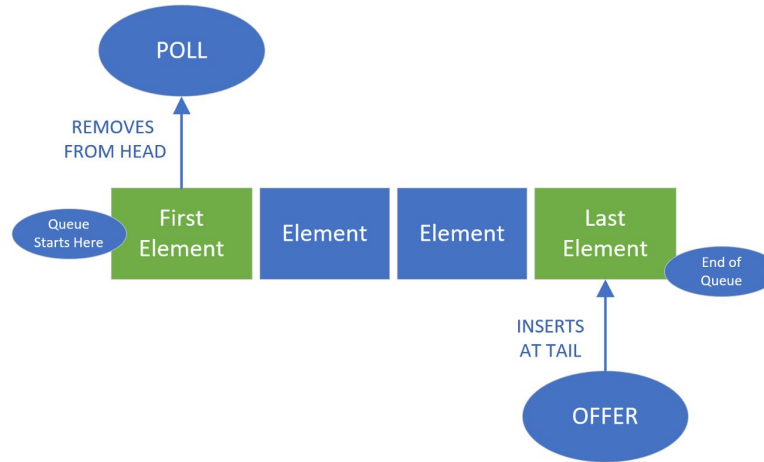 POLL
REMOVES
FROM HEAD
Queue
Starts Here
First
Element
Element
Element
Last
Element
End of
Queue
INSERTS
AT TAIL
OFFER